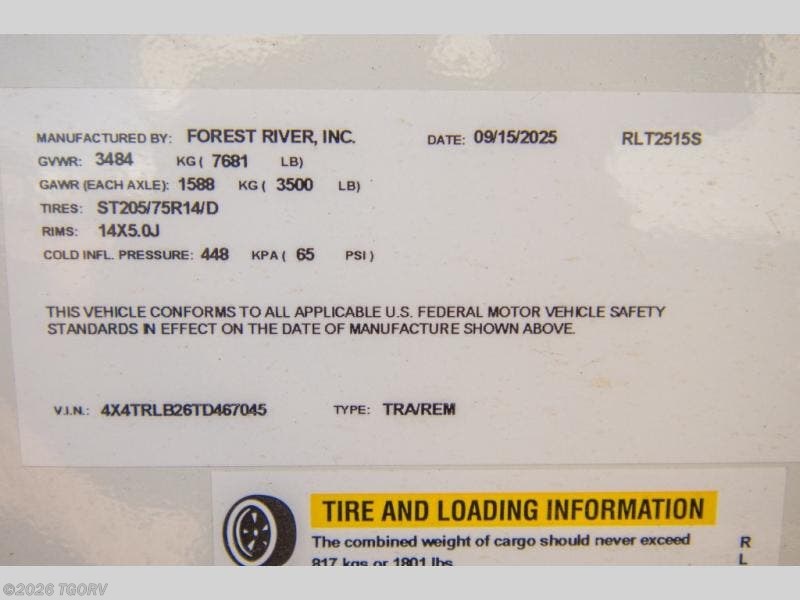 MANUFACTURED BY: FOREST RIVER, INC. DATE: 09/15/2025 RLT2515S
GVWR: 3484 KG ( 7681 LB)
GAWR (EACH AXLE): 1588 KG ( 3500 LB)
TIRES: ST205/75R14/D
RIMS: 14X5.0J
COLD INFL. PRESSURE: 448 KPA ( 65 PSI )
THIS VEHICLE CONFORMS TO ALL APPLICABLE U.S. FEDERAL MOTOR VEHICLE SAFETY
STANDARDS IN EFFECT ON THE DATE OF MANUFACTURE SHOWN ABOVE.
V.I.N.: 4X4TRLB26TD467045 TYPE: TRA/REM
TIRE AND LOADING INFORMATION
The combined weight of cargo should never exceed R
817 kgs or 1801 lbs L
©2026 TGORV